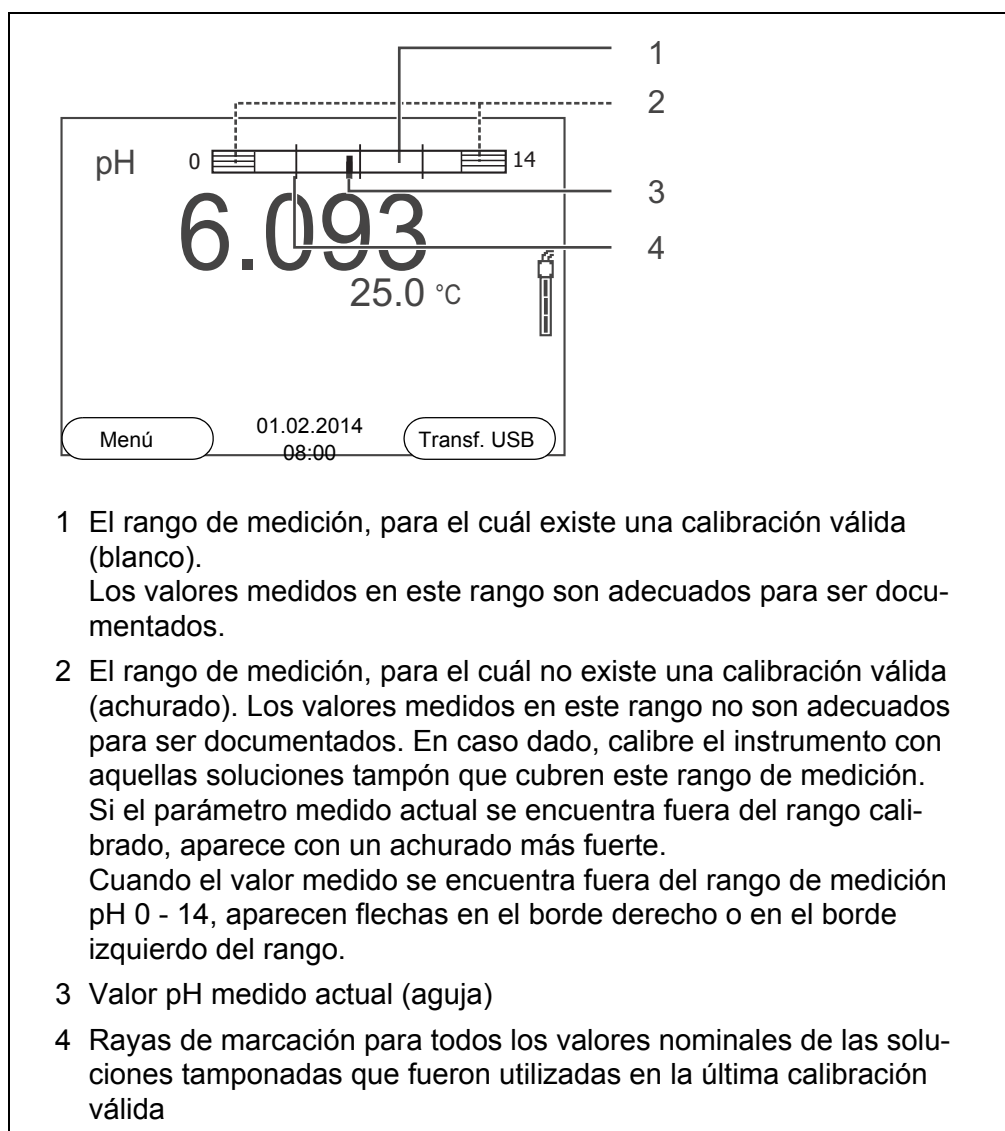 1
2
pH 0 14
3
6.093
4
25.0 °C
Menú 01.02.2014 Transf. USB
08:00
1 El rango de medición, para el cuál existe una calibración válida
(blanco).
Los valores medidos en este rango son adecuados para ser docu-
mentados.
2 El rango de medición, para el cuál no existe una calibración válida
(achurado). Los valores medidos en este rango no son adecuados
para ser documentados. En caso dado, calibre el instrumento con
aquellas soluciones tampón que cubren este rango de medición.
Si el parámetro medido actual se encuentra fuera del rango cali-
brado, aparece con un achurado más fuerte.
Cuando el valor medido se encuentra fuera del rango de medición
pH 0 - 14, aparecen flechas en el borde derecho o en el borde
izquierdo del rango.
3 Valor pH medido actual (aguja)
4 Rayas de marcación para todos los valores nominales de las solu-
ciones tamponadas que fueron utilizadas en la última calibración
válida